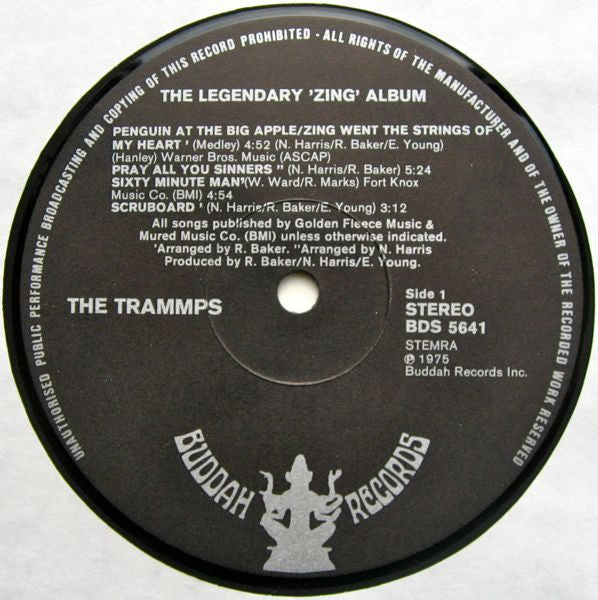 UNAUTHORISED PUBLIC PERFORMANCE BROADCASTING AND COPYING OF THIS RECORD PROHIBITED - ALL RIGHTS OF THE MANUFACTURER AND OF THE OWNER OF THE RECORDED WORK RESERVED
THE LEGENDARY 'ZING' ALBUM
PENGUIN AT THE BIG APPLE/ZING WENT THE STRINGS OF
MY HEART ' (Medley) 4:52 (N. Harris/R. Baker/E. Young)
(Hanley) Warner Bros. Music (ASCAP)
PRAY ALL YOU SINNERS " (N. Harris/R. Baker) 5:24
SIXTY MINUTE MAN'(W. Ward/R. Marks) Fort Knox
Music Co. (BMI) 4:54
SCRUBOARD ' (N. Harris/R. Baker/E. Young) 3:12
All songs published by Golden Fleece Music &
Mured Music Co. (BMI) unless otherwise indicated.
'Arranged by R. Baker. "Arranged by N. Harris
Produced by R. Baker/N. Harris/E. Young.
THE TRAMMPS
Side 1
STEREO
BDS 5641
STEMRA
℗ 1975
Buddah Records Inc.
BUDDAH RECORDS